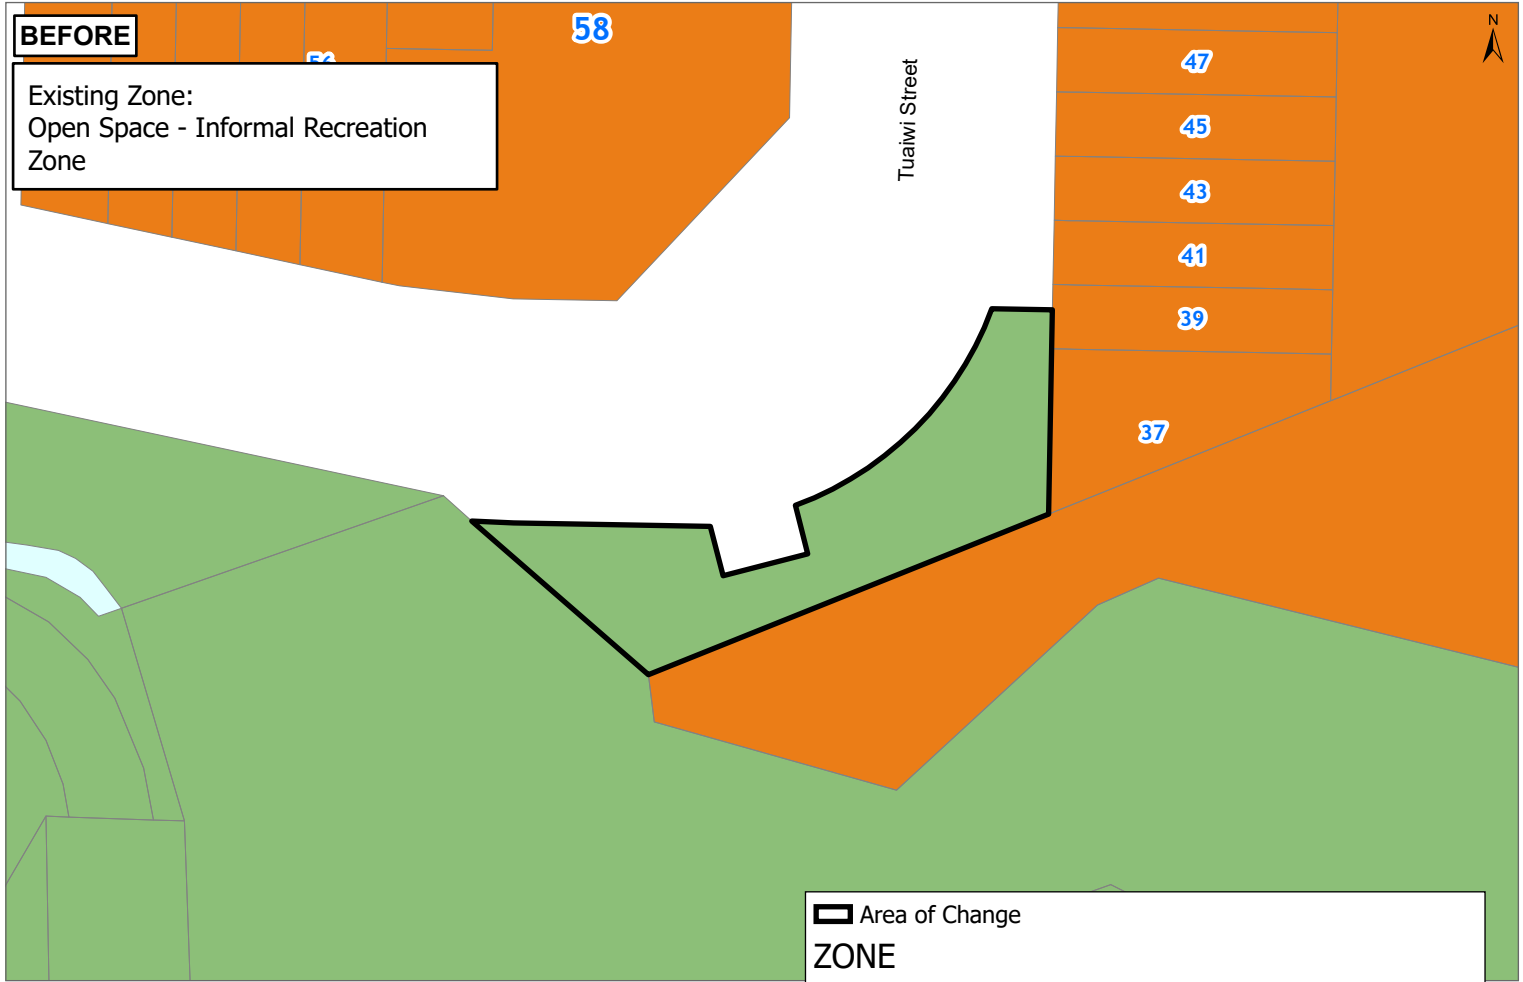 BEFORE
58
N
Existing Zone:
Open Space - Informal Recreation
Zone
Tuaiwi Street
47
45
43
41
39
37
Area of Change
ZONE